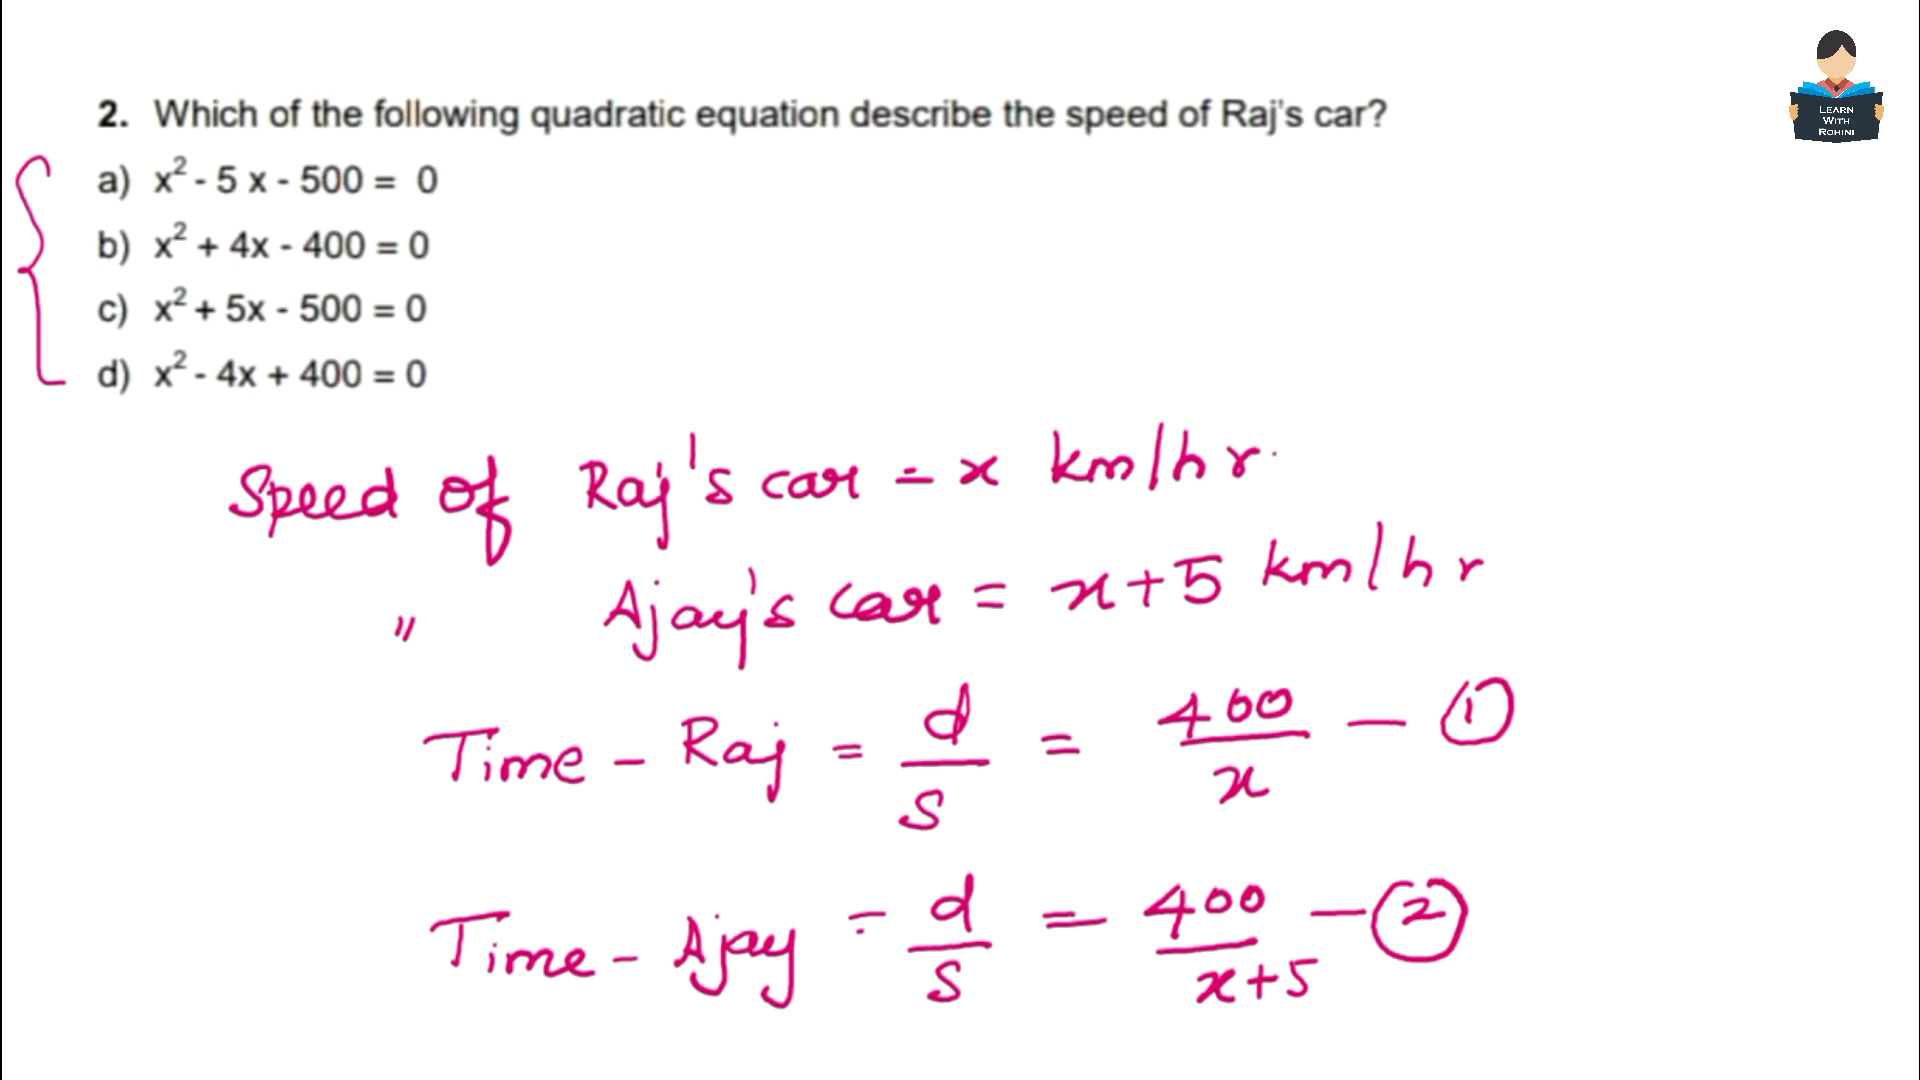 LEARN
WITH
ROHINI
2. Which of the following quadratic equation describe the speed of Raj's car?
a) x² - 5 x - 500 = 0
b) x² + 4x - 400 = 0
c) x² + 5x - 500 = 0
d) x² - 4x + 400 = 0
Speed of Raj's car = x km/hr.
" Ajay's car = x+5 km/hr
Time - Raj = d/s = 400/x — ①
Time - Ajay = d/s = 400/x+5 — ②